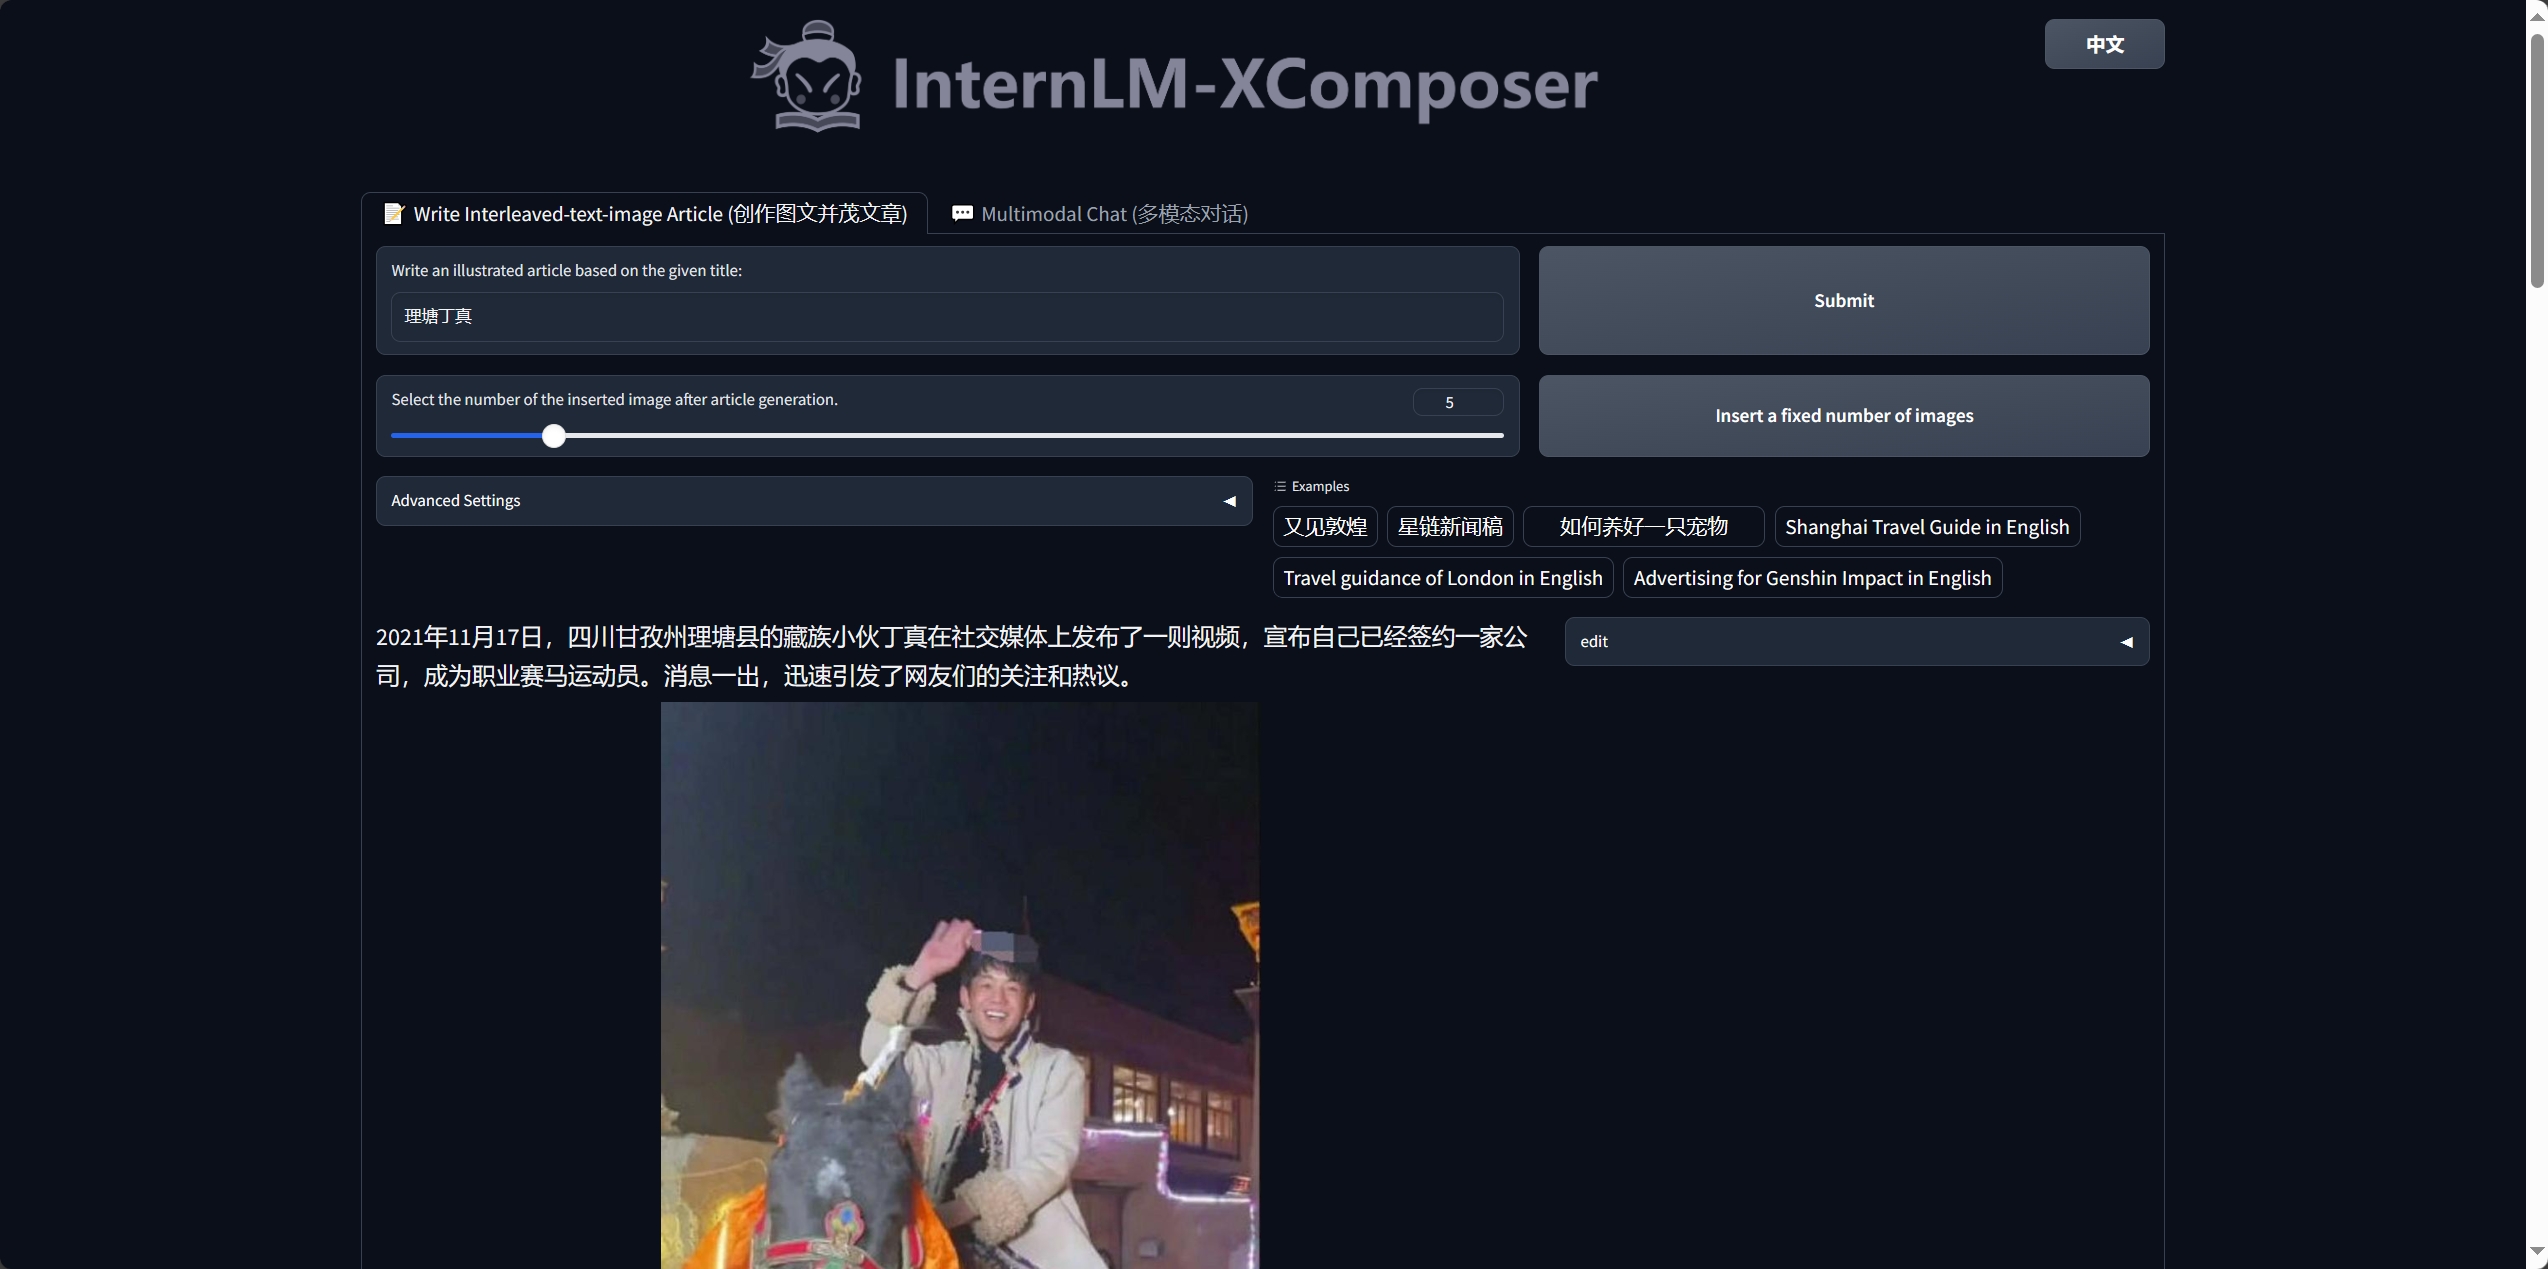 InternLM-XComposer
中文
Write Interleaved-text-image Article (创作图文并茂文章)
Multimodal Chat (多模态对话)
Write an illustrated article based on the given title:
理塘丁真
Submit
Select the number of the inserted image after article generation.
5
Insert a fixed number of images
Advanced Settings
Examples
又见敦煌
星链新闻稿
如何养好一只宠物
Shanghai Travel Guide in English
Travel guidance of London in English
Advertising for Genshin Impact in English
2021年11月17日，四川甘孜州理塘县的藏族小伙丁真在社交媒体上发布了一则视频，宣布自己已经签约一家公
司，成为职业赛马运动员。消息一出，迅速引发了网友们的关注和热议。
edit